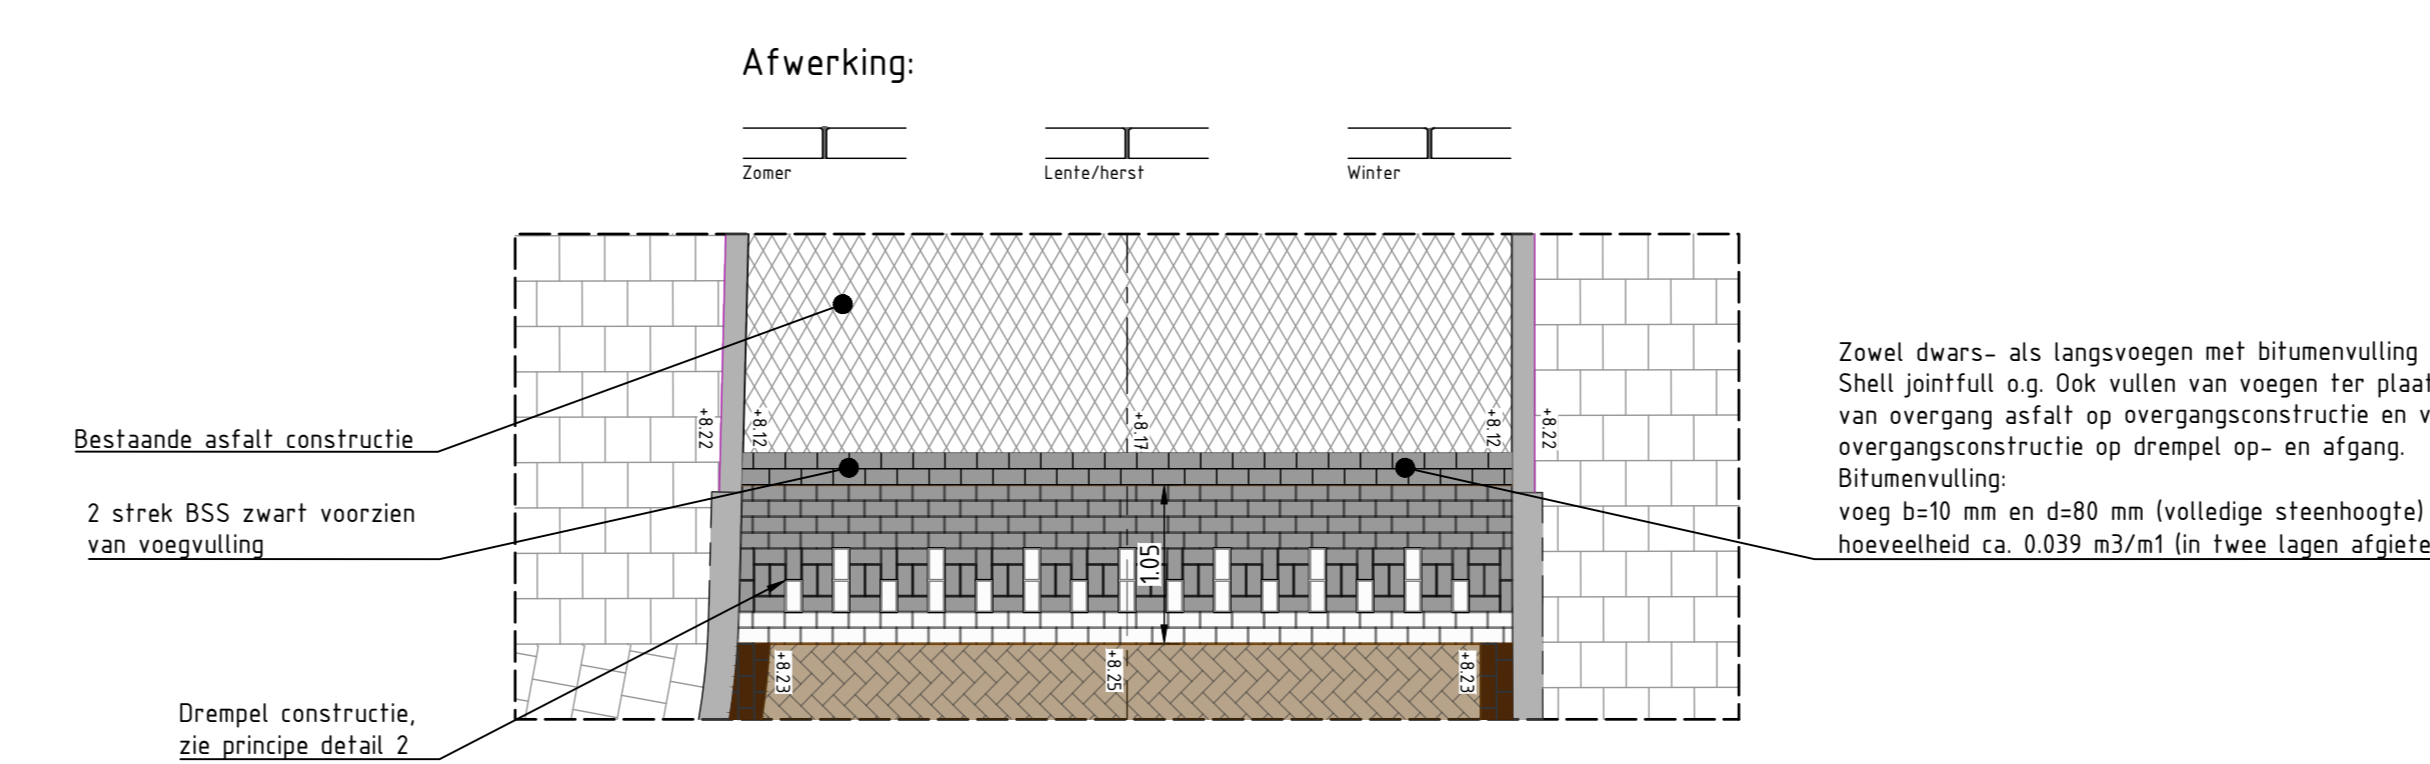 Afwerking:
Zomer
Lente/herst
Winter
Bestaande asfalt constructie
2 strek BSS zwart voorzien
van voegvulling
Drempel constructie,
zie principe detail 2
+8.22
+8.12
+8.17
+8.12
+8.22
1.05
+8.23
+8.25
+8.23
Zowel dwars- als langsvoegen met bitumenvulling
Shell jointfull o.g. Ook vullen van voegen ter plaat
van overgang asfalt op overgangsconstructie en v
overgangsconstructie op drempel op- en afgang.
Bitumenvulling:
voeg b=10 mm en d=80 mm (volledige steenhoogte)
hoeveelheid ca. 0.039 m3/m1 (in twee lagen afgiete